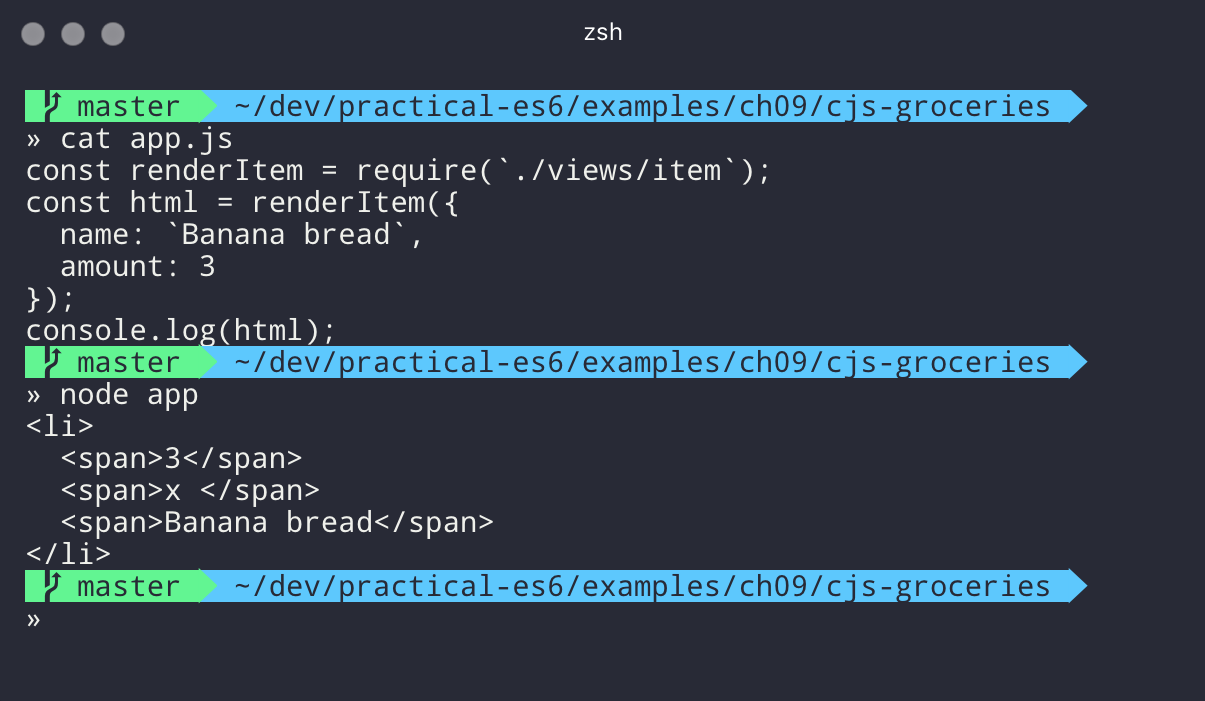 zsh
master ~/dev/practical-es6/examples/ch09/cjs-groceries
» cat app.js
const renderItem = require(`./views/item`);
const html = renderItem({
  name: `Banana bread`,
  amount: 3
});
console.log(html);
master ~/dev/practical-es6/examples/ch09/cjs-groceries
» node app
<li>
  <span>3</span>
  <span>x </span>
  <span>Banana bread</span>
</li>
master ~/dev/practical-es6/examples/ch09/cjs-groceries
»